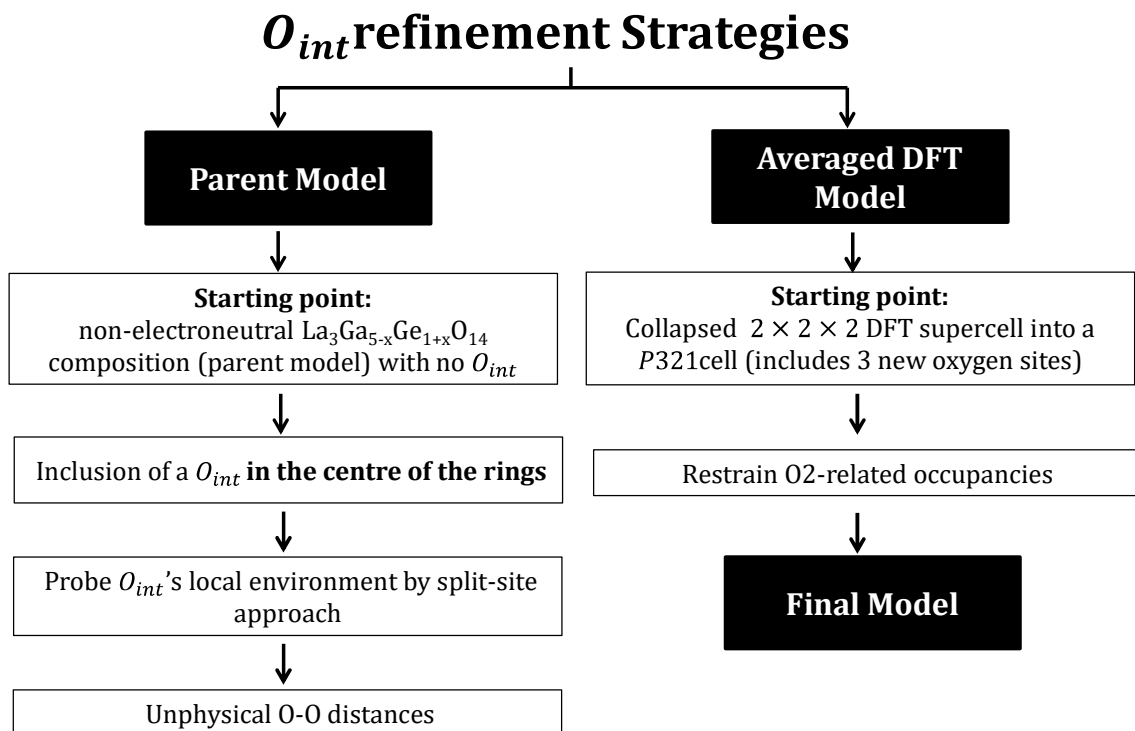 O_int refinement Strategies
Parent Model
Starting point:
non-electroneutral La₃Ga₅₋ₓGe₁₊ₓO₁₄
composition (parent model) with no O_int
Inclusion of a O_int in the centre of the rings
Probe O_int's local environment by split-site
approach
Unphysical O-O distances
Averaged DFT
Model
Starting point:
Collapsed 2 × 2 × 2 DFT supercell into a
P321cell (includes 3 new oxygen sites)
Restrain O2-related occupancies
Final Model